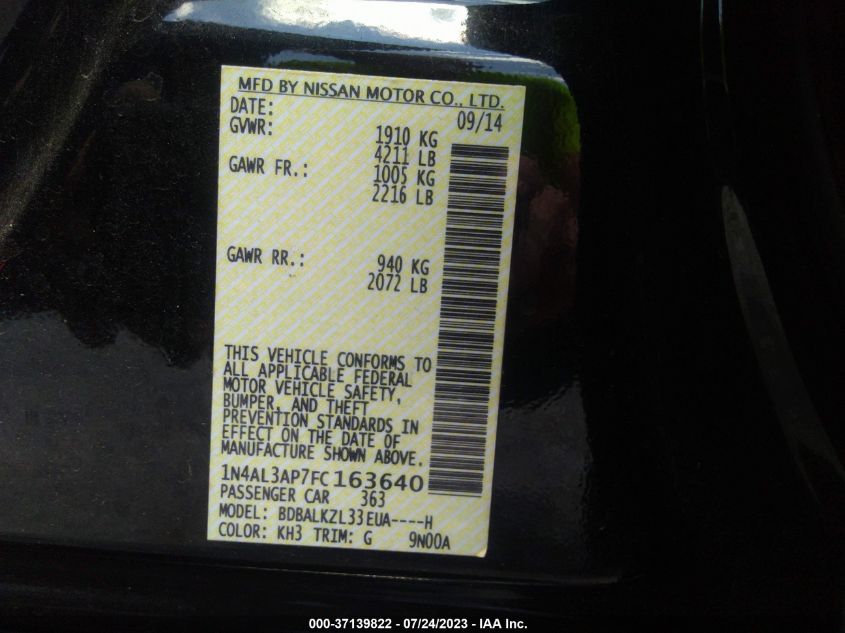 MFD BY NISSAN MOTOR CO., LTD.
DATE: 09/14
GVWR: 1910 KG
4211 LB
GAWR FR.: 1005 KG
2216 LB
GAWR RR.: 940 KG
2072 LB
THIS VEHICLE CONFORMS TO
ALL APPLICABLE FEDERAL
MOTOR VEHICLE SAFETY,
BUMPER, AND THEFT
PREVENTION STANDARDS IN
EFFECT ON THE DATE OF
MANUFACTURE SHOWN ABOVE.
1N4AL3AP7FC163640
PASSENGER CAR 363
MODEL: BDBALKZL33EUA----H
COLOR: KH3 TRIM: G 9N00A
000-37139822 - 07/24/2023 - IAA Inc.